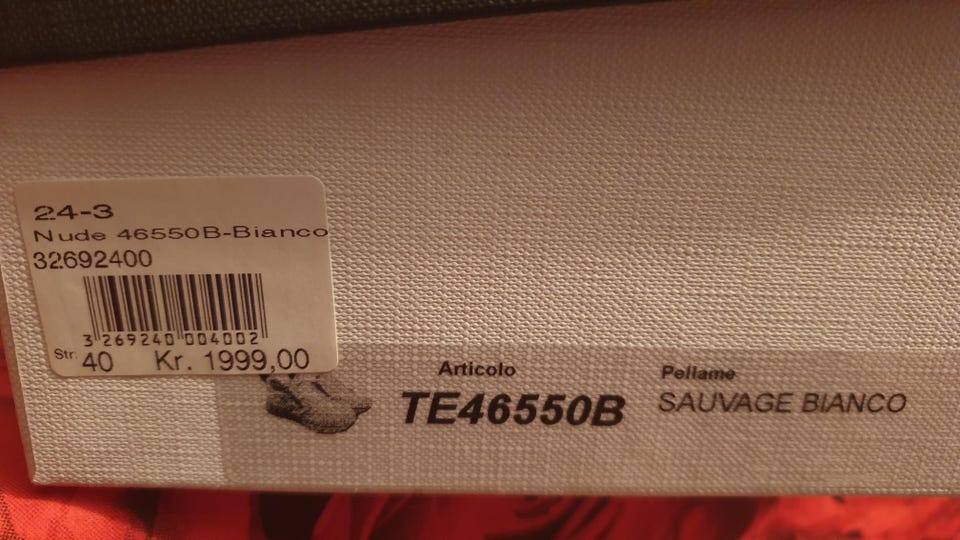 24-3
Nude 46550B-Bianco
32692400
3 269240 004002
Str. 40 Kr. 1999,00
Articolo Pellame
TE46550B SAUVAGE BIANCO